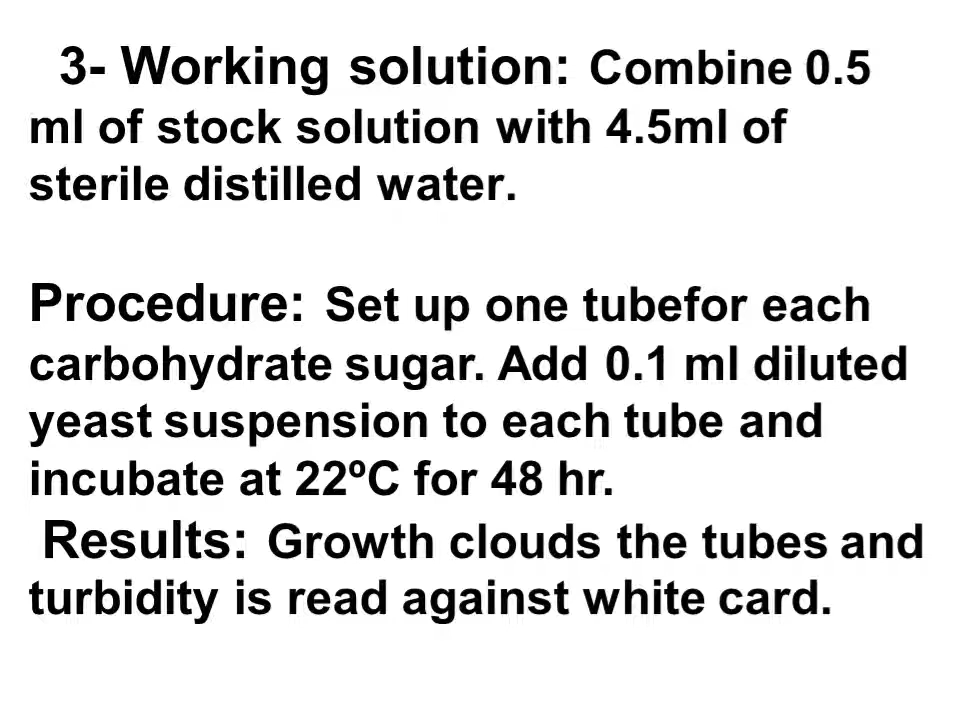 3- Working solution: Combine 0.5
ml of stock solution with 4.5ml of
sterile distilled water.
Procedure: Set up one tubefor each
carbohydrate sugar. Add 0.1 ml diluted
yeast suspension to each tube and
incubate at 22ºC for 48 hr.
Results: Growth clouds the tubes and
turbidity is read against white card.